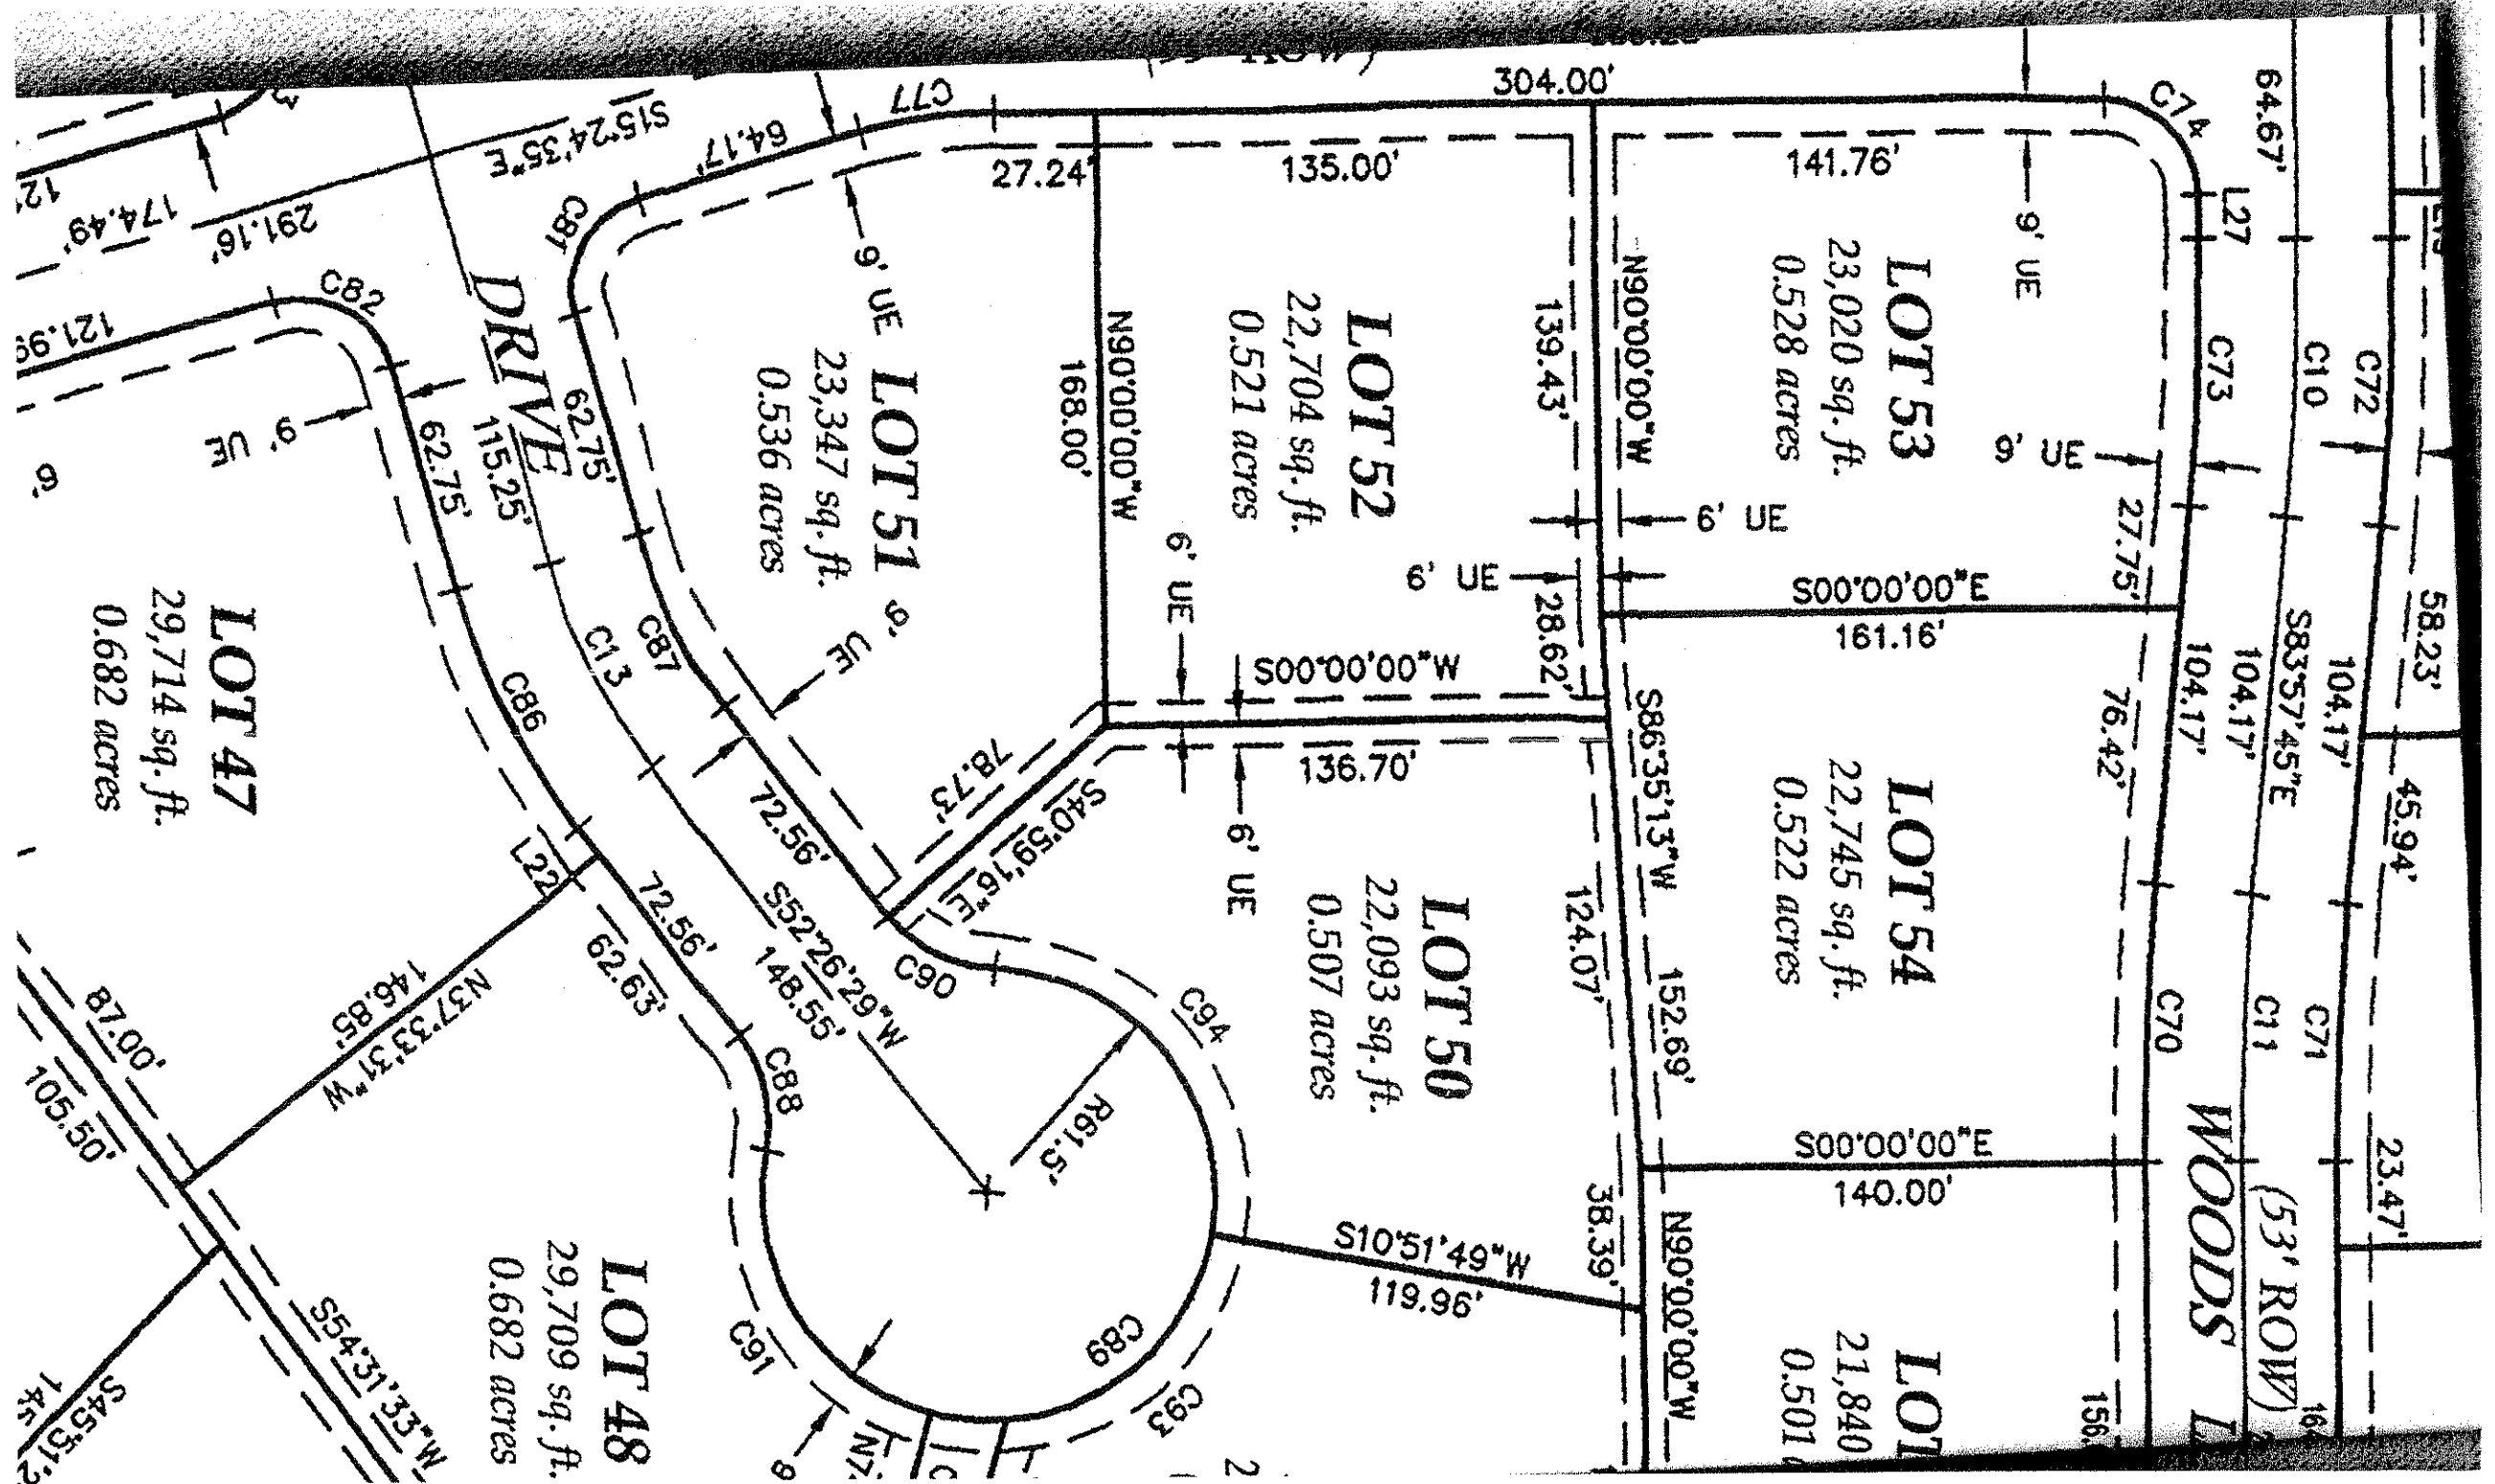 304.00'
C77
C74
64.67'
S15°24'35"E
64.17'
27.24'
135.00'
141.76'
L27
174.49'
291.16'
C81
9' UE
9' UE
C82
DRIVE
121.99
62.75'
9' UE
62.75'
115.25'
LOT 51
23,347 sq. ft.
0.536 acres
N90°00'00"W
168.00'
LOT 52
22,704 sq. ft.
0.521 acres
139.43'
N90°00'00"W
LOT 53
23,020 sq. ft.
0.528 acres
9' UE
C73
C10
C72
6' UE
6' UE
6' UE
28.62'
27.75'
S00°00'00"E
161.16'
58.23'
9' UE
C87
C13
C86
LOT 47
29,714 sq. ft.
0.682 acres
S00°00'00"W
136.70'
6' UE
78.73'
S40°59'16"E
72.56'
S86°35'13"W
152.69'
76.42'
104.17'
104.17'
S83°57'45"E
104.17'
45.94'
LOT 54
22,745 sq. ft.
0.522 acres
L22
72.56'
62.63'
S52°26'29"W
148.55'
C90
C94
R61.5'
LOT 50
22,093 sq. ft.
0.507 acres
124.07'
C70
C11
C71
N37°33'31"W
146.85'
87.00'
105.50'
C88
S00°00'00"E
140.00'
23.47'
WOODS
(53' ROW)
S10°51'49"W
119.96'
38.39'
N90°00'00"W
C89
C91
C93
LOT 48
29,709 sq. ft.
0.682 acres
S54°31'33"W
S45°51'2
145
LOT
21,840
0.501
156.